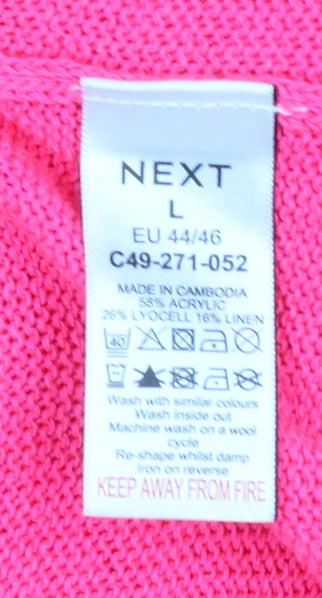 NEXT
L
EU 44/46
C49-271-052
MADE IN CAMBODIA
58% ACRYLIC
26% LYOCELL 16% LINEN
40
Wash with similar colours
Wash inside out
Machine wash on a wool
cycle
Re-shape whilst damp
Iron on reverse
KEEP AWAY FROM FIRE